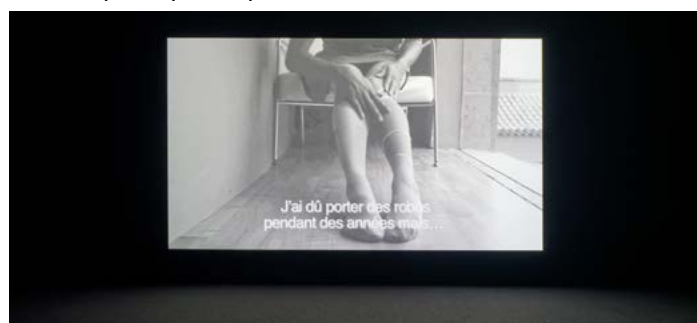 J'ai dû porter des robes
pendant des années mais...